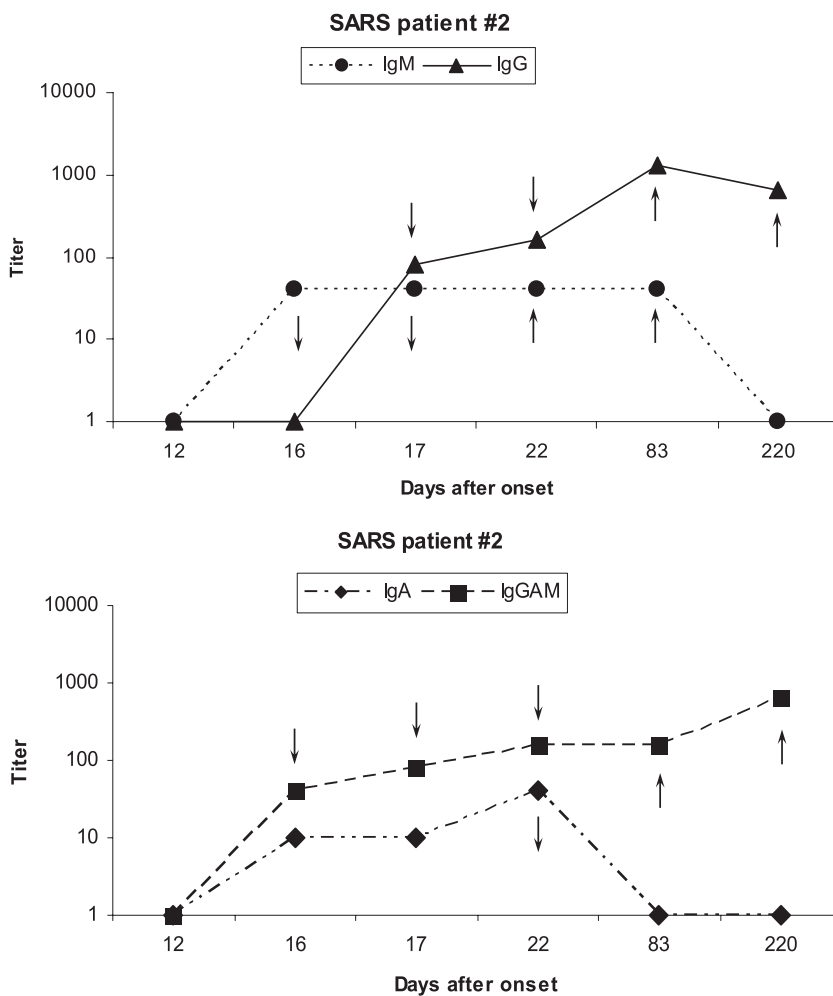 SARS patient #2
IgM IgG
10000
1000
100
10
1
Titer
12 16 17 22 83 220
Days after onset
SARS patient #2
IgA IgGAM
10000
1000
100
10
1
Titer
12 16 17 22 83 220
Days after onset